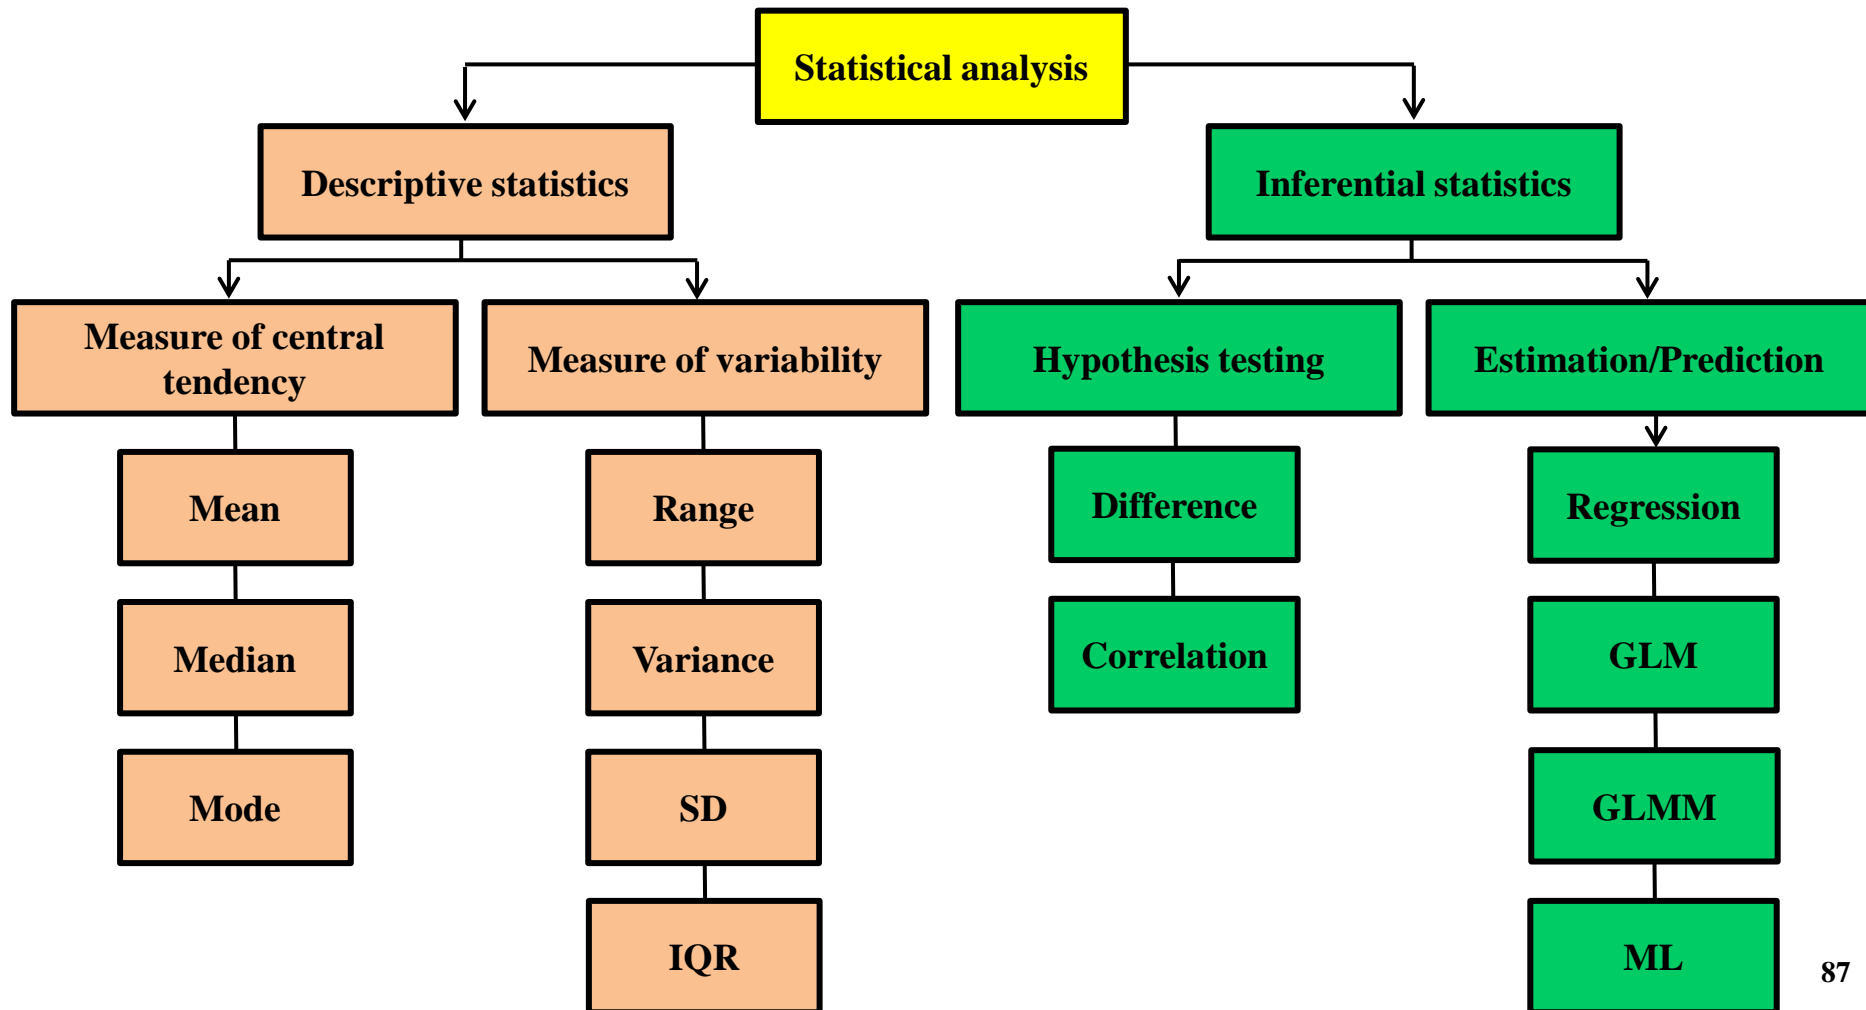 Statistical analysis
Descriptive statistics
Inferential statistics
Measure of central
tendency
Measure of variability
Hypothesis testing
Estimation/Prediction
Mean
Range
Difference
Regression
Median
Variance
Correlation
GLM
Mode
SD
GLMM
IQR
ML
87